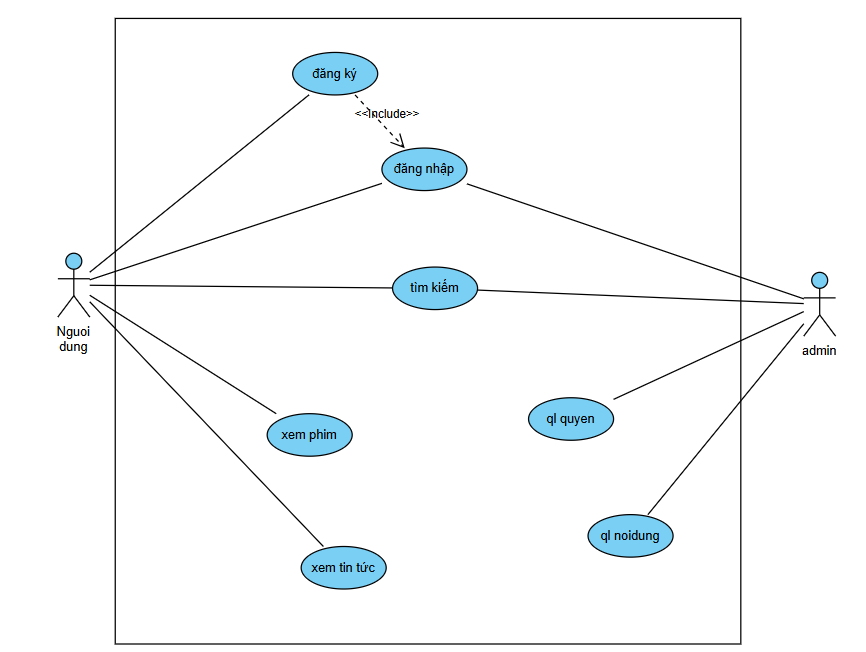 đăng ký
<<Include>>
đăng nhập
tìm kiếm
Nguoi
dung
admin
ql quyen
xem phim
ql noidung
xem tin tức